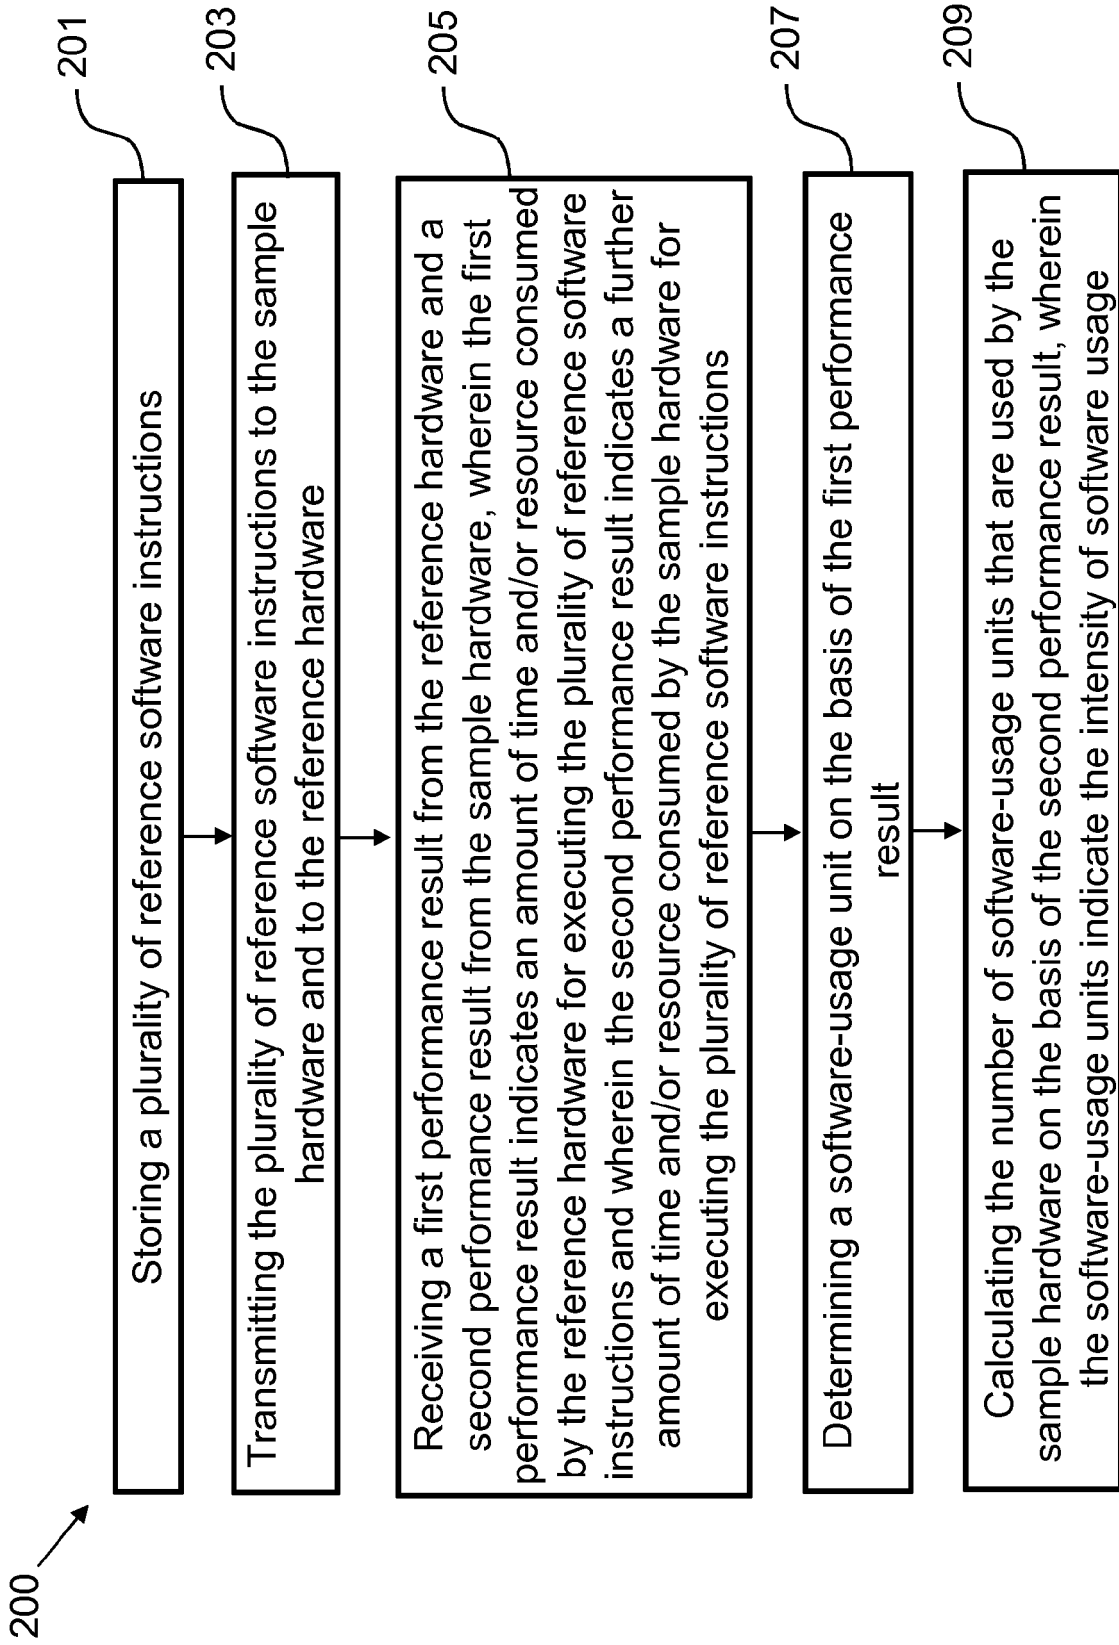 200
201
Storing a plurality of reference software instructions
203
Transmitting the plurality of reference software instructions to the sample
hardware and to the reference hardware
205
Receiving a first performance result from the reference hardware and a
second performance result from the sample hardware, wherein the first
performance result indicates an amount of time and/or resource consumed
by the reference hardware for executing the plurality of reference software
instructions and wherein the second performance result indicates a further
amount of time and/or resource consumed by the sample hardware for
executing the plurality of reference software instructions
207
Determining a software-usage unit on the basis of the first performance
result
209
Calculating the number of software-usage units that are used by the
sample hardware on the basis of the second performance result, wherein
the software-usage units indicate the intensity of software usage